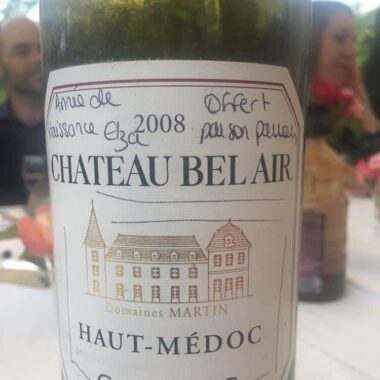 Année de Offert
naissance Elza 2008 par son parrain
CHATEAU BEL AIR
Domaines MARTIN
HAUT-MÉDOC